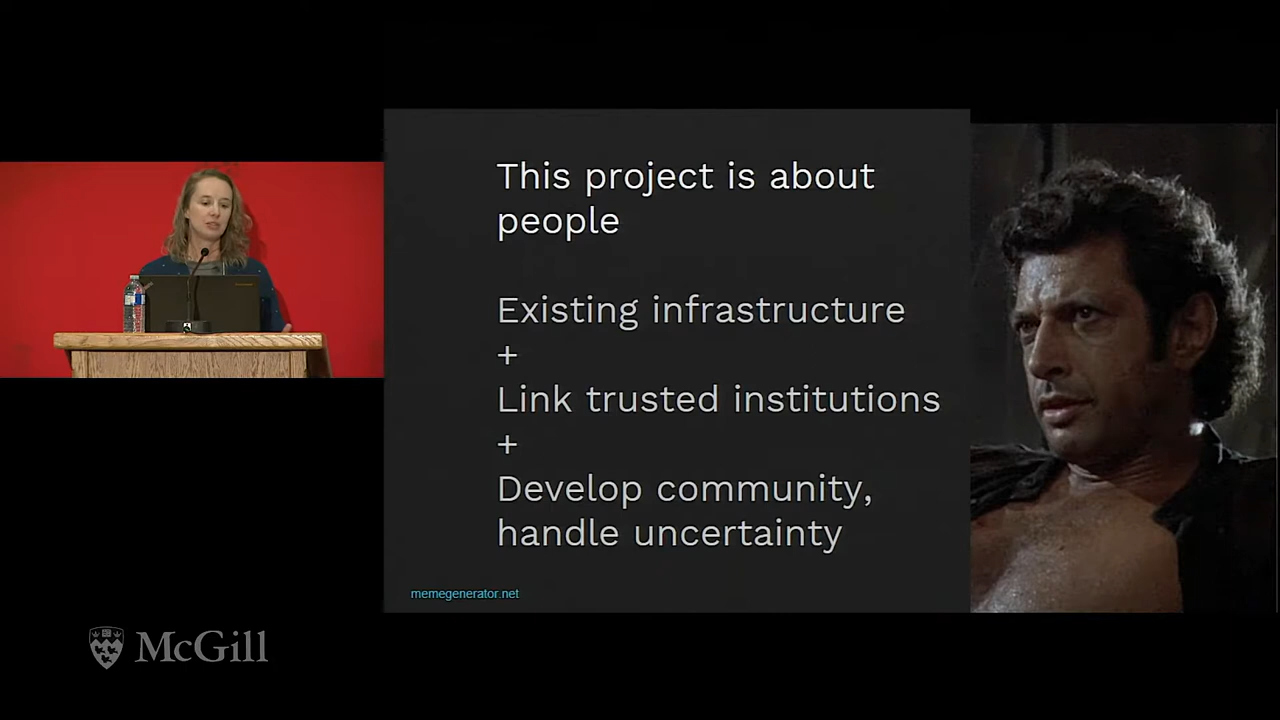 This project is about
people
Existing infrastructure
+
Link trusted institutions
+
Develop community,
handle uncertainty
memegenerator.net
McGill